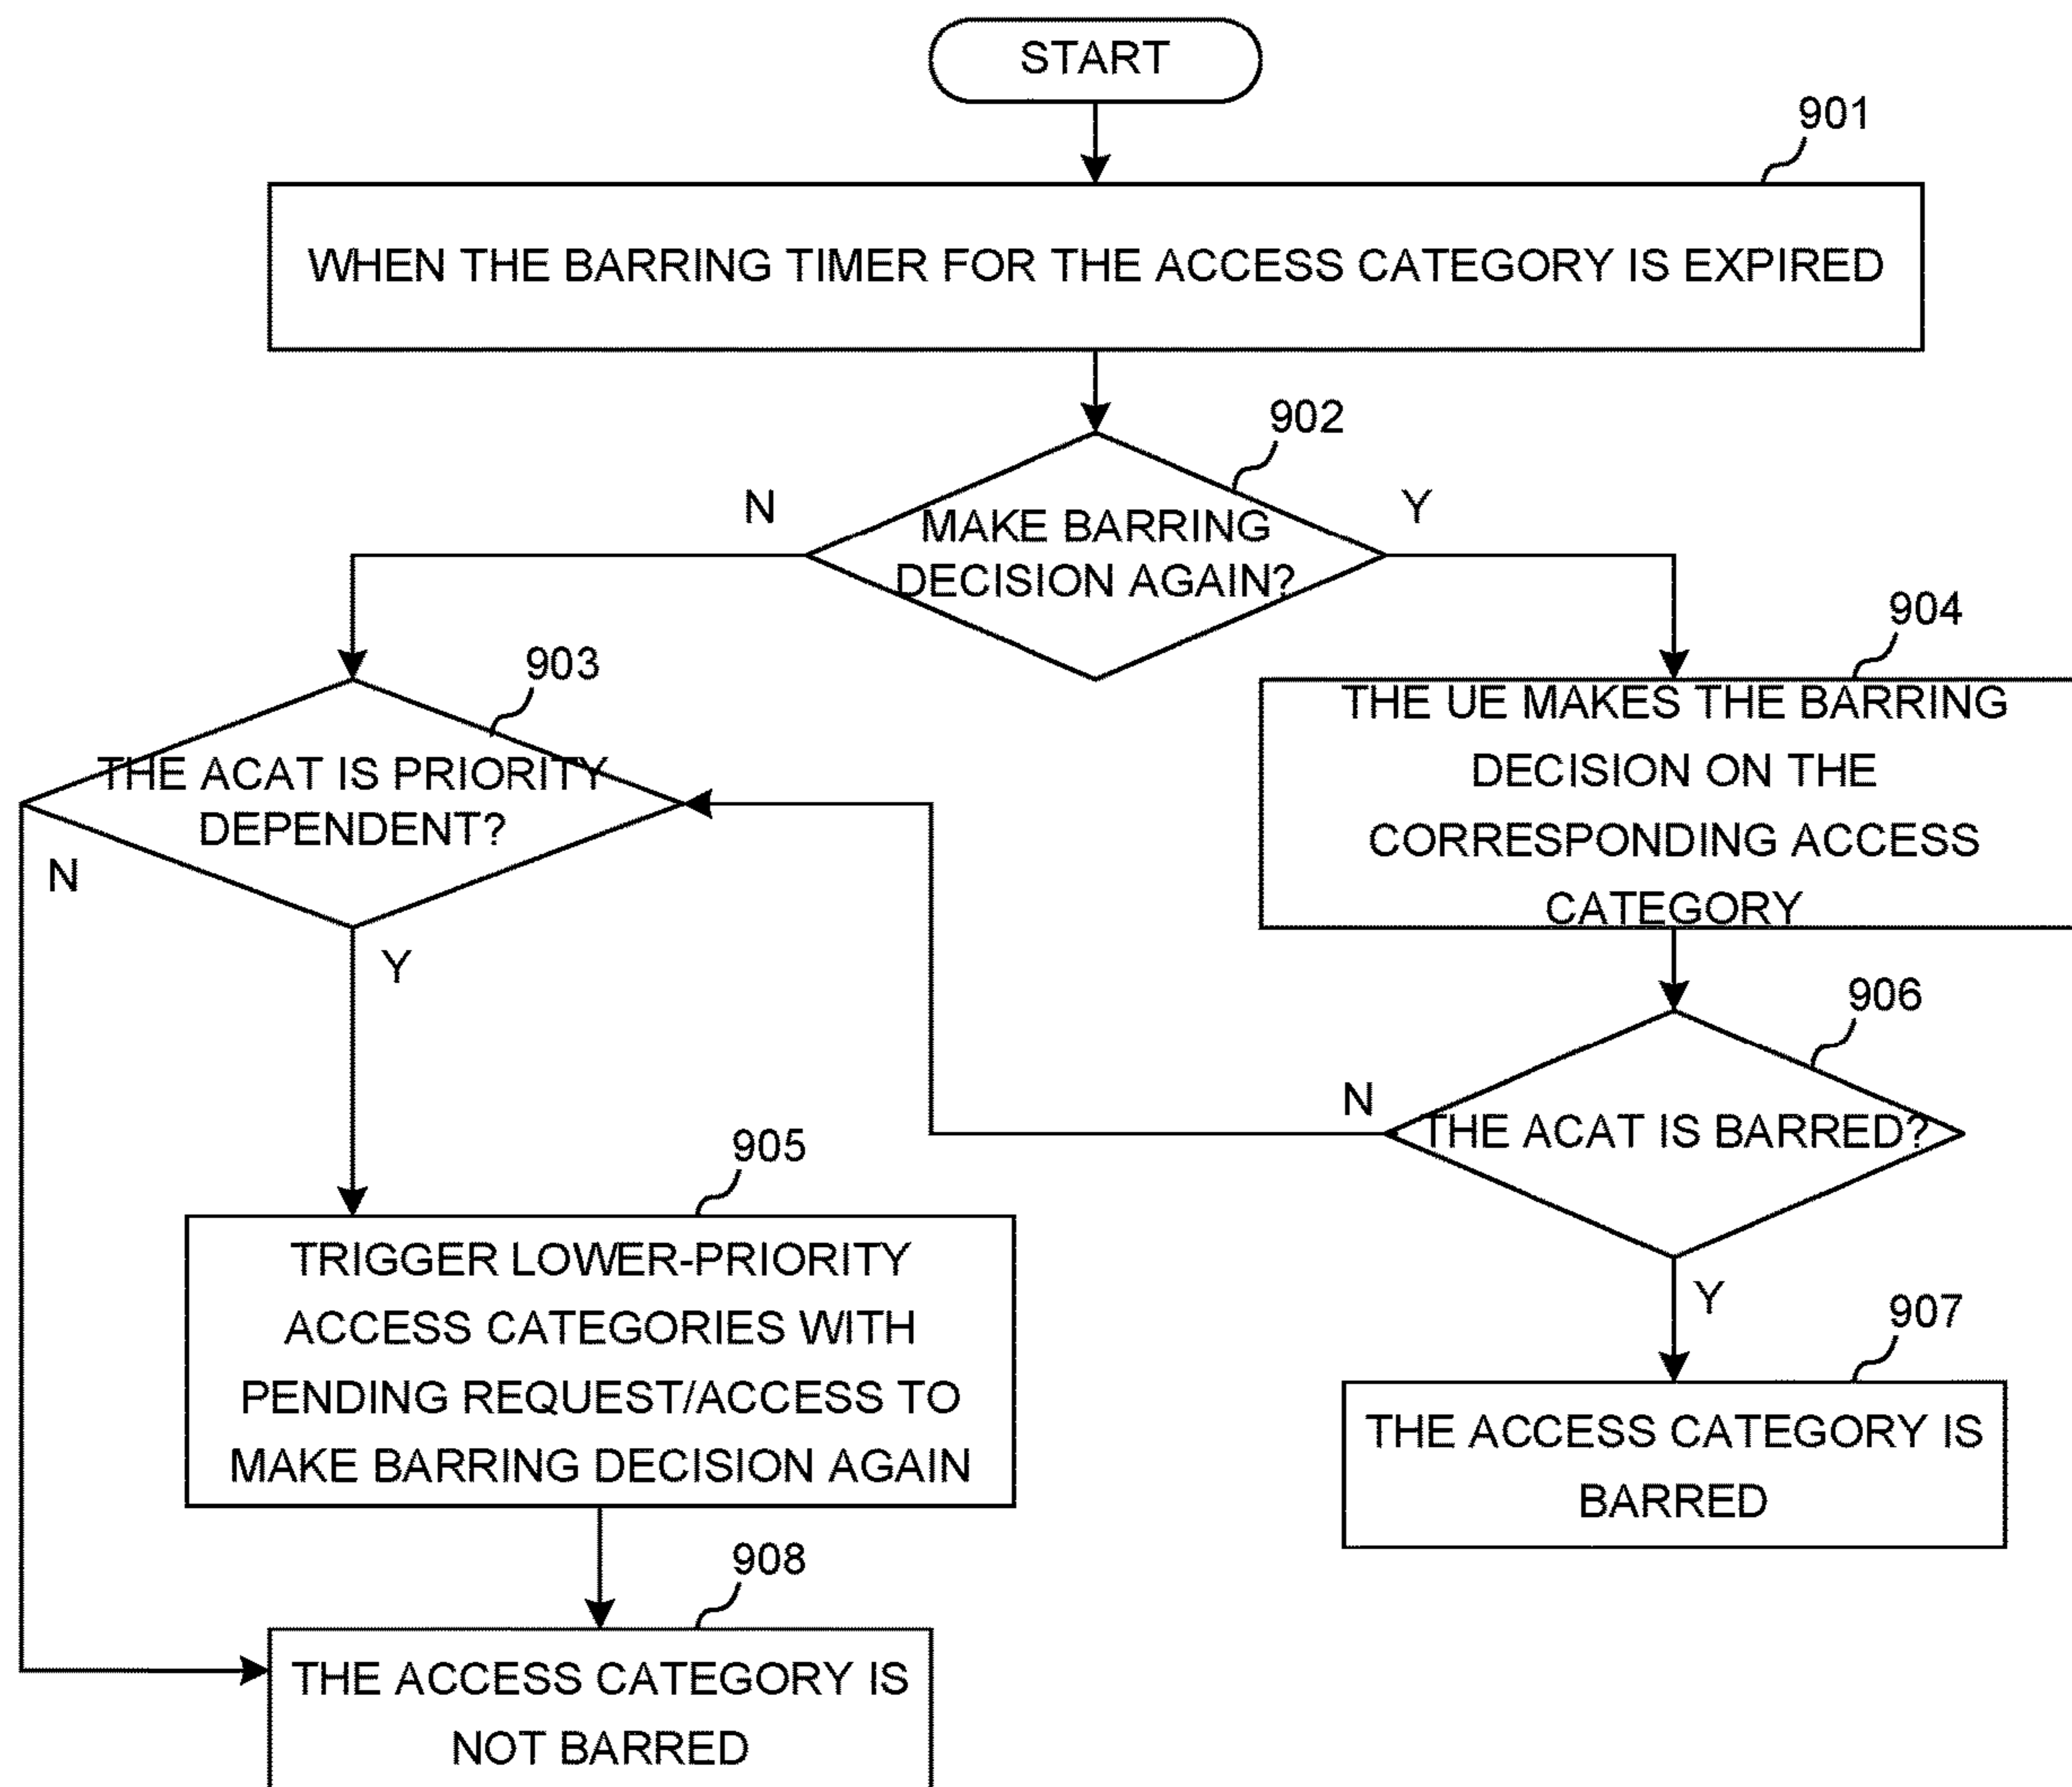 START
901
WHEN THE BARRING TIMER FOR THE ACCESS CATEGORY IS EXPIRED
902
N
Y
MAKE BARRING
DECISION AGAIN?
903
904
THE ACAT IS PRIORITY
DEPENDENT?
N
Y
THE UE MAKES THE BARRING
DECISION ON THE
CORRESPONDING ACCESS
CATEGORY
906
N
THE ACAT IS BARRED?
Y
905
TRIGGER LOWER-PRIORITY
ACCESS CATEGORIES WITH
PENDING REQUEST/ACCESS TO
MAKE BARRING DECISION AGAIN
907
THE ACCESS CATEGORY IS
BARRED
908
THE ACCESS CATEGORY IS
NOT BARRED